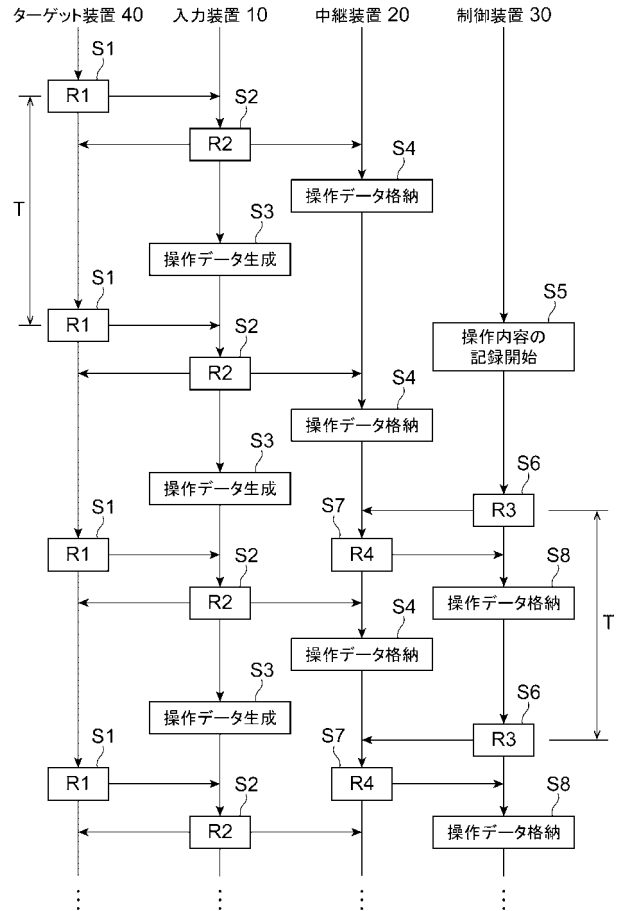 ターゲット装置 40 入力装置 10 中継装置 20 制御装置 30
S1
R1
S2
R2
S4
操作データ格納
T
S3
操作データ生成
S1
R1
S5
操作内容の
記録開始
S2
R2
S4
操作データ格納
S3
操作データ生成
S6
R3
S1
R1
S7
R4
S8
操作データ格納
S2
R2
T
S4
操作データ格納
S3
操作データ生成
S6
R3
S1
R1
S7
R4
S8
操作データ格納
S2
R2